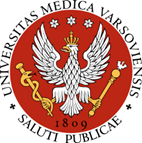 UNIVERSITAS MEDICA VARSOVIENSIS
1809
SALUTI PUBLICAE